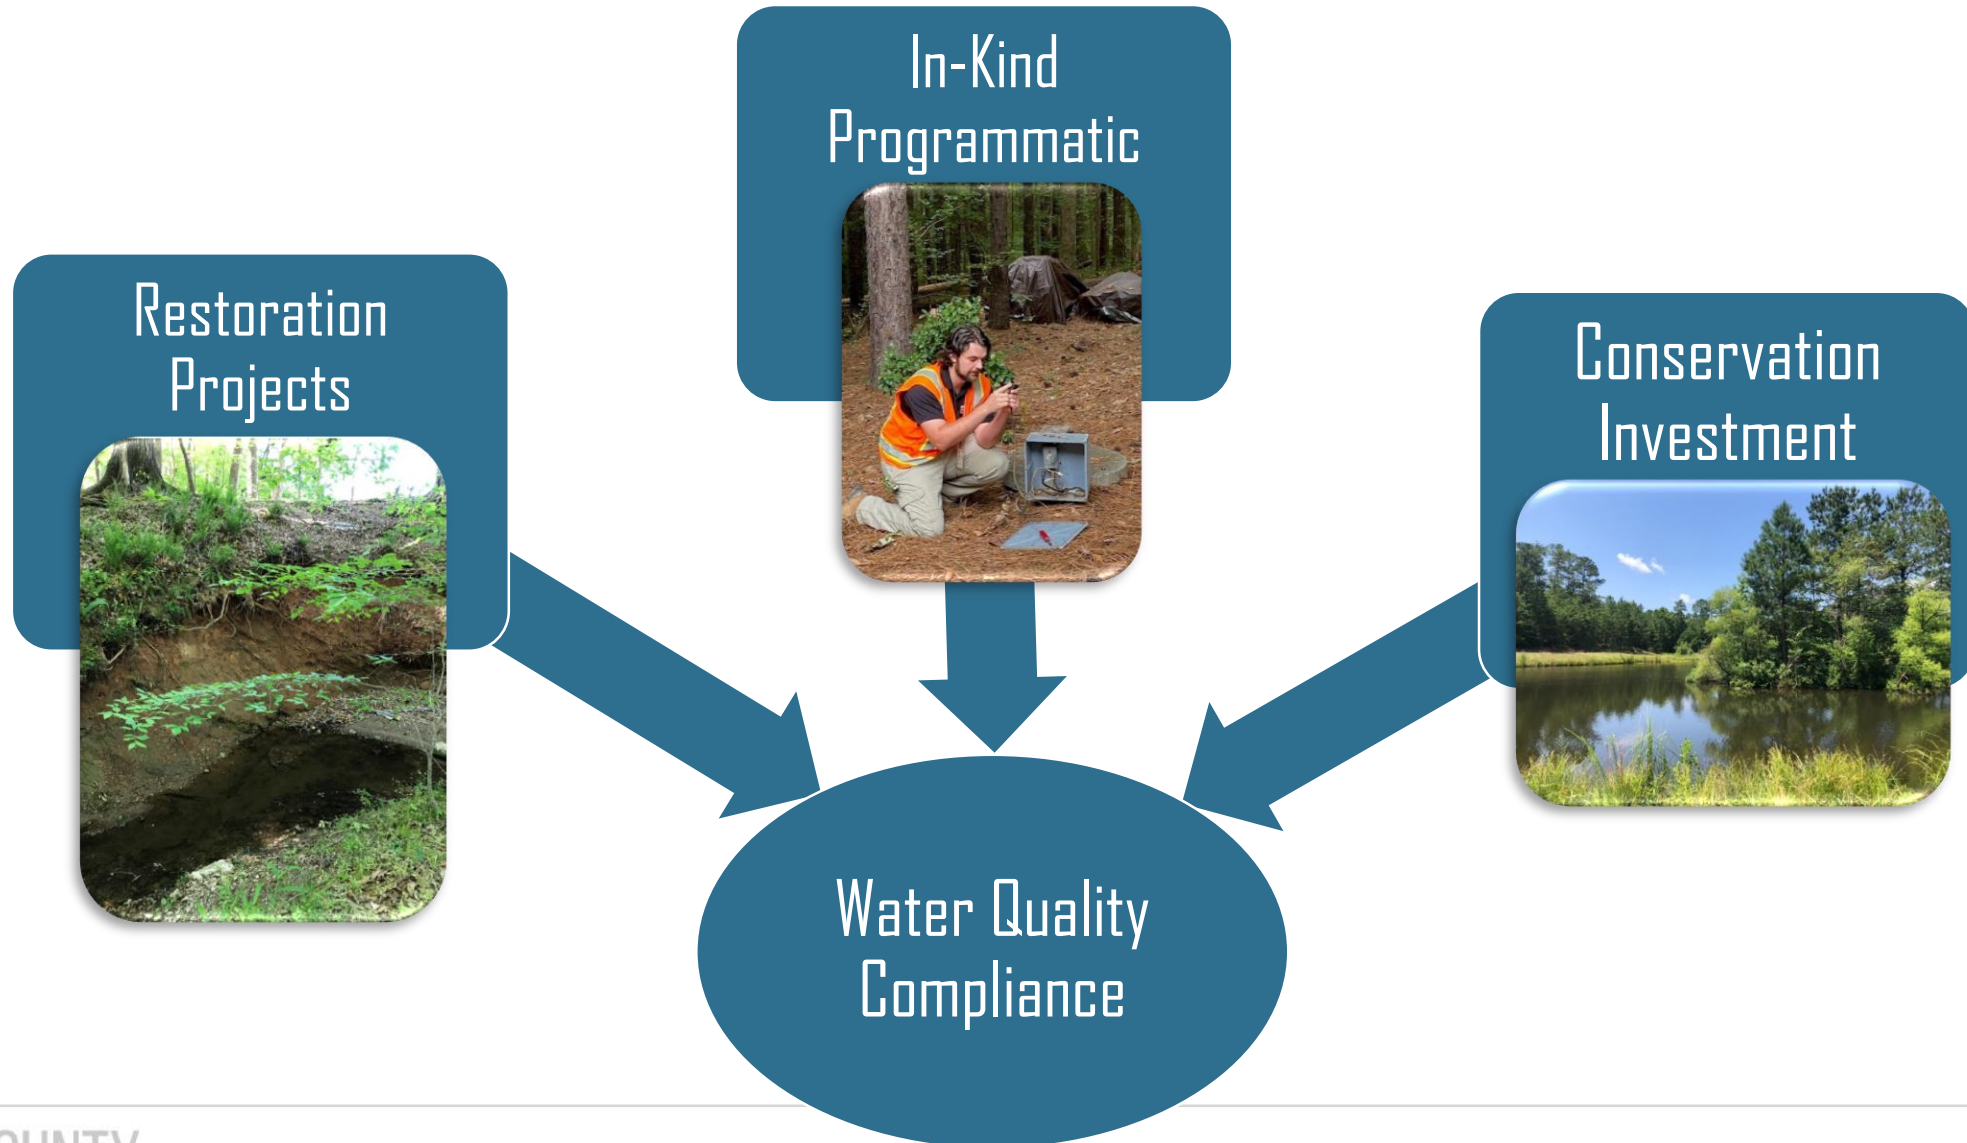 In-Kind
Programmatic
Restoration
Projects
Conservation
Investment
Water Quality
Compliance